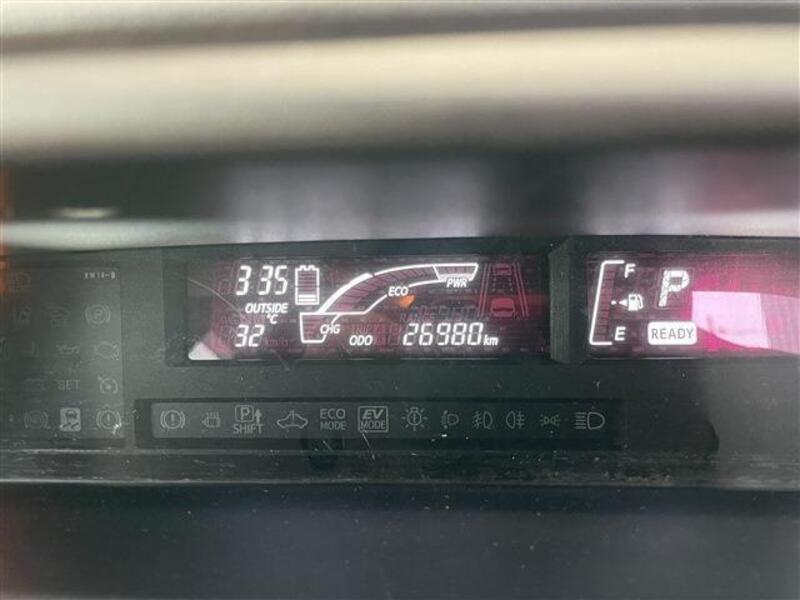 3:35
OUTSIDE
°C
32
CHG
ECO
PWR
ODO 26980 km
F
E
P
READY
SET
P SHIFT
ECO MODE
EV MODE